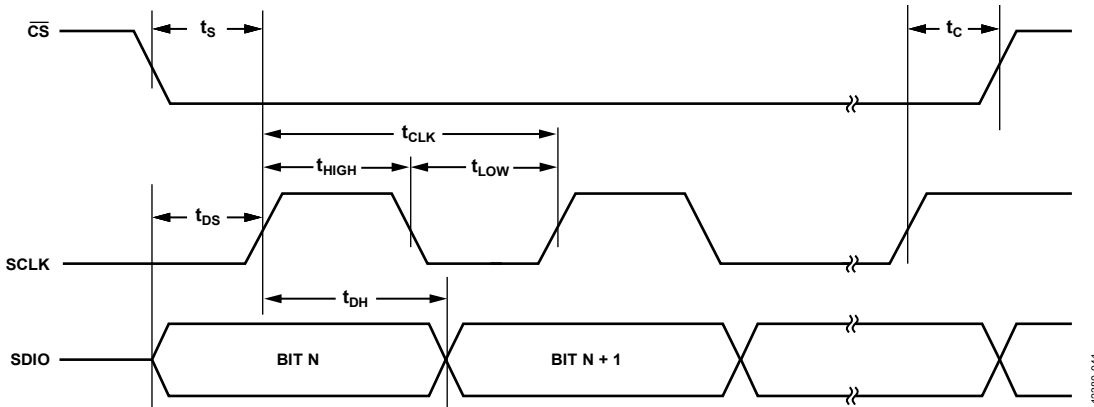 CS
tS
tC
tCLK
tHIGH
tLOW
tDS
SCLK
tDH
SDIO
BIT N
BIT N + 1